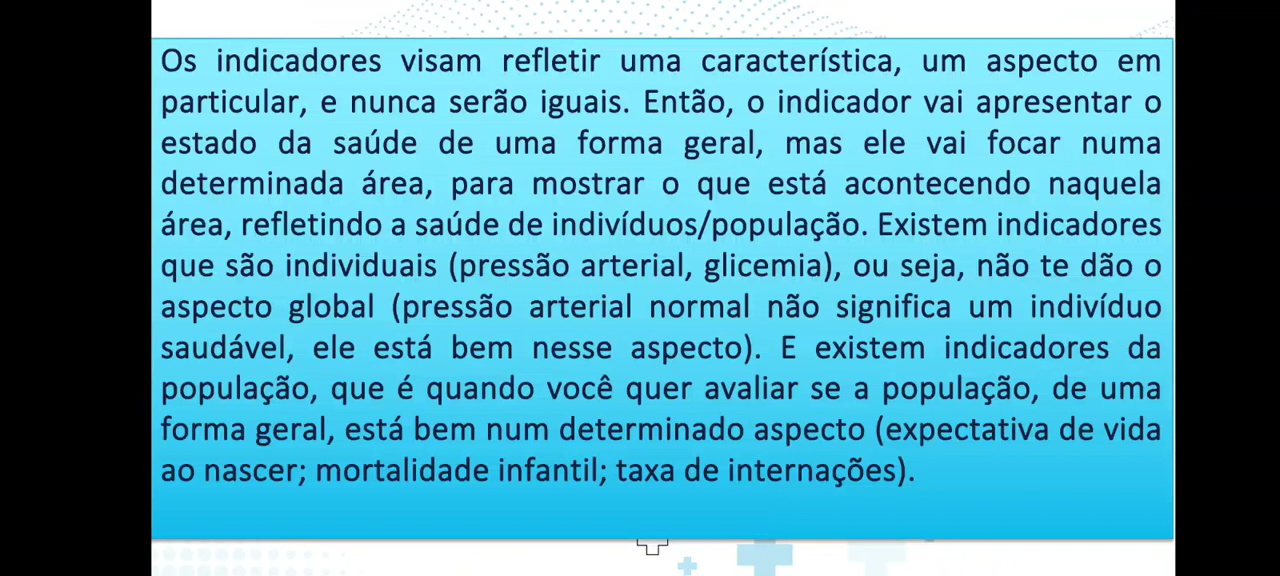 Os indicadores visam refletir uma característica, um aspecto em
particular, e nunca serão iguais. Então, o indicador vai apresentar o
estado da saúde de uma forma geral, mas ele vai focar numa
determinada área, para mostrar o que está acontecendo naquela
área, refletindo a saúde de indivíduos/população. Existem indicadores
que são individuais (pressão arterial, glicemia), ou seja, não te dão o
aspecto global (pressão arterial normal não significa um indivíduo
saudável, ele está bem nesse aspecto). E existem indicadores da
população, que é quando você quer avaliar se a população, de uma
forma geral, está bem num determinado aspecto (expectativa de vida
ao nascer; mortalidade infantil; taxa de internações).